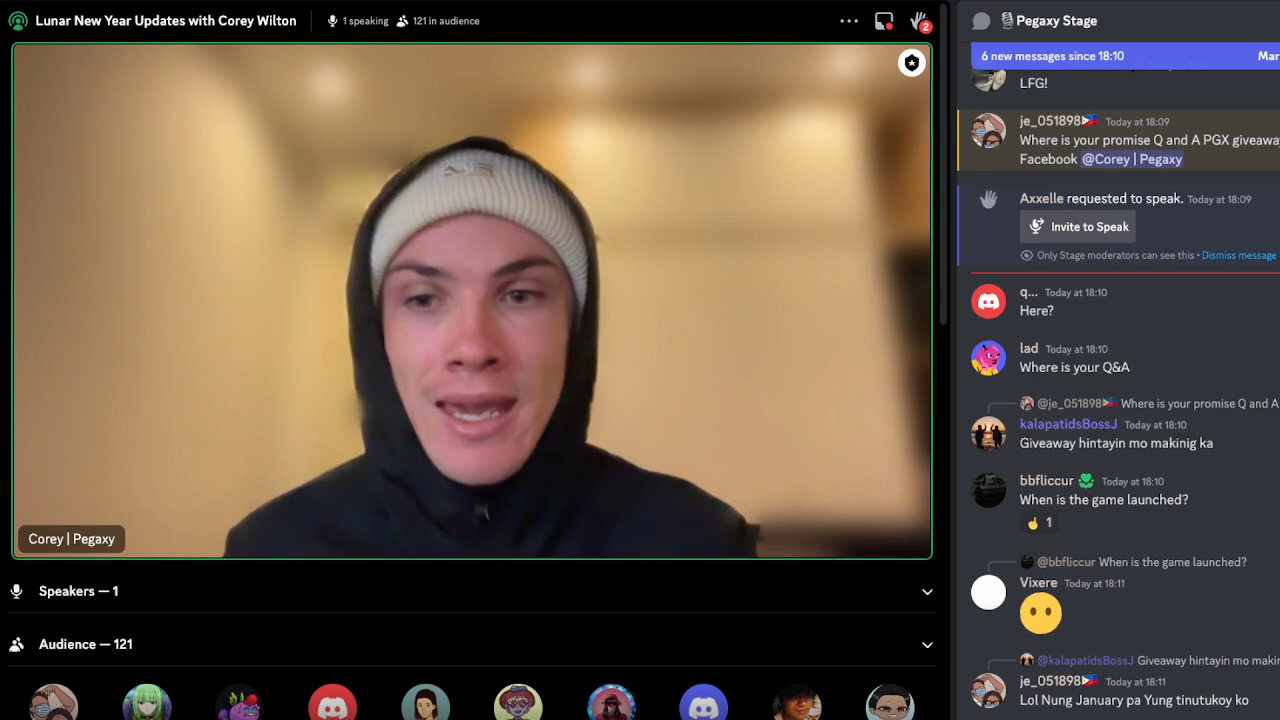 Lunar New Year Updates with Corey Wilton
1 speaking
121 in audience
2
Corey | Pegaxy
Speakers — 1
Audience — 121
Pegaxy Stage
6 new messages since 18:10
Mar
LFG!
je_051898 Today at 18:09
Where is your promise Q and A PGX giveaway
Facebook @Corey | Pegaxy
Axxelle requested to speak. Today at 18:09
Invite to Speak
Only Stage moderators can see this • Dismiss message
q... Today at 18:10
Here?
lad Today at 18:10
Where is your Q&A
@je_051898 Where is your promise Q and A
kalapatidsBossJ Today at 18:10
Giveaway hintayin mo makinig ka
bbfliccur Today at 18:10
When is the game launched?
1
@bbfliccur When is the game launched?
Vixere Today at 18:11
@kalapatidsBossJ Giveaway hintayin mo makin
je_051898 Today at 18:11
Lol Nung January pa Yung tinutukoy ko